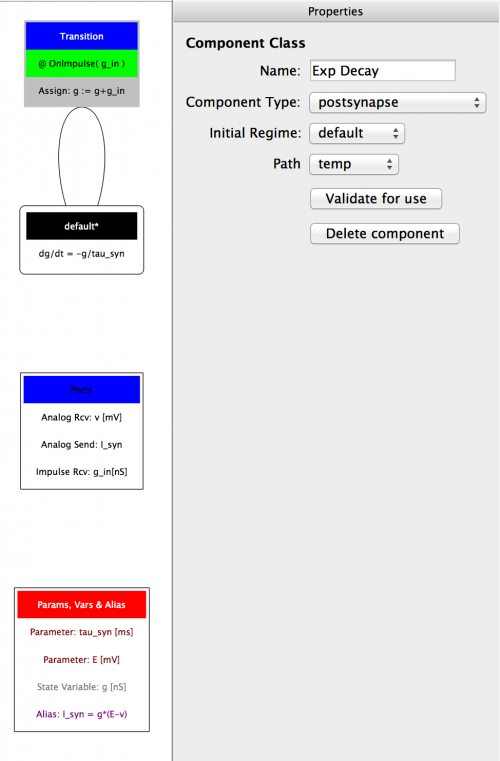 Transition
@ OnImpulse( g_in )
Assign: g := g+g_in
default*
dg/dt = -g/tau_syn
Ports
Analog Rcv: v [mV]
Analog Send: I_syn
Impulse Rcv: g_in[nS]
Params, Vars & Alias
Parameter: tau_syn [ms]
Parameter: E [mV]
State Variable: g [nS]
Alias: I_syn = g*(E-v)
Properties
Component Class
Name: Exp Decay
Component Type: postsynapse
Initial Regime: default
Path temp
Validate for use
Delete component